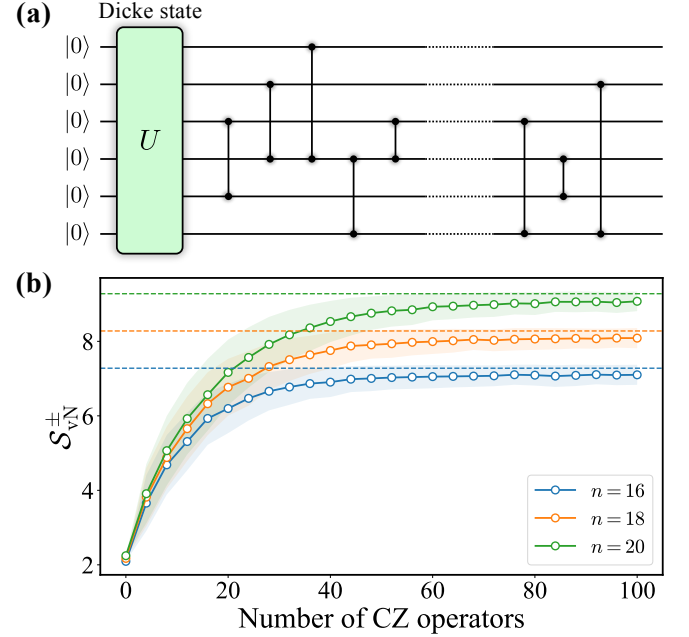 (a)
Dicke state
|0⟩
|0⟩
|0⟩
|0⟩
|0⟩
|0⟩
U
(b)
8
6
4
2
S±vN
n = 16
n = 18
n = 20
0 20 40 60 80 100
Number of CZ operators